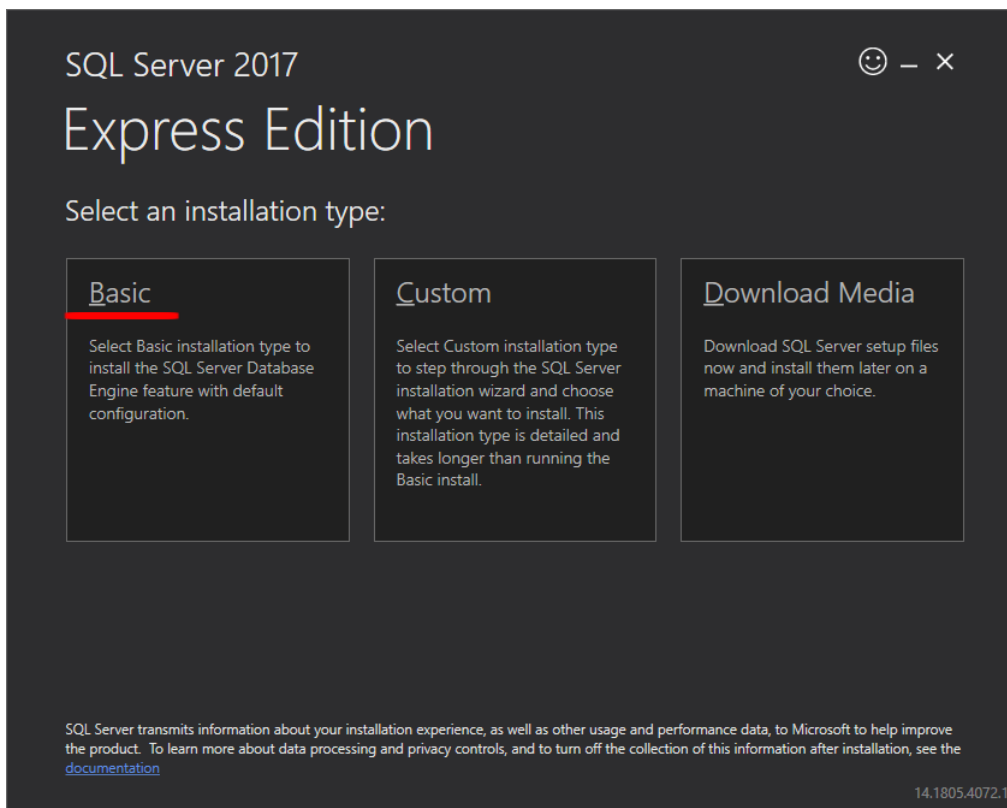 SQL Server 2017
Express Edition
Select an installation type:
Basic
Select Basic installation type to
install the SQL Server Database
Engine feature with default
configuration.
Custom
Select Custom installation type
to step through the SQL Server
installation wizard and choose
what you want to install. This
installation type is detailed and
takes longer than running the
Basic install.
Download Media
Download SQL Server setup files
now and install them later on a
machine of your choice.
SQL Server transmits information about your installation experience, as well as other usage and performance data, to Microsoft to help improve
the product. To learn more about data processing and privacy controls, and to turn off the collection of this information after installation, see the
documentation
14.1805.4072.1